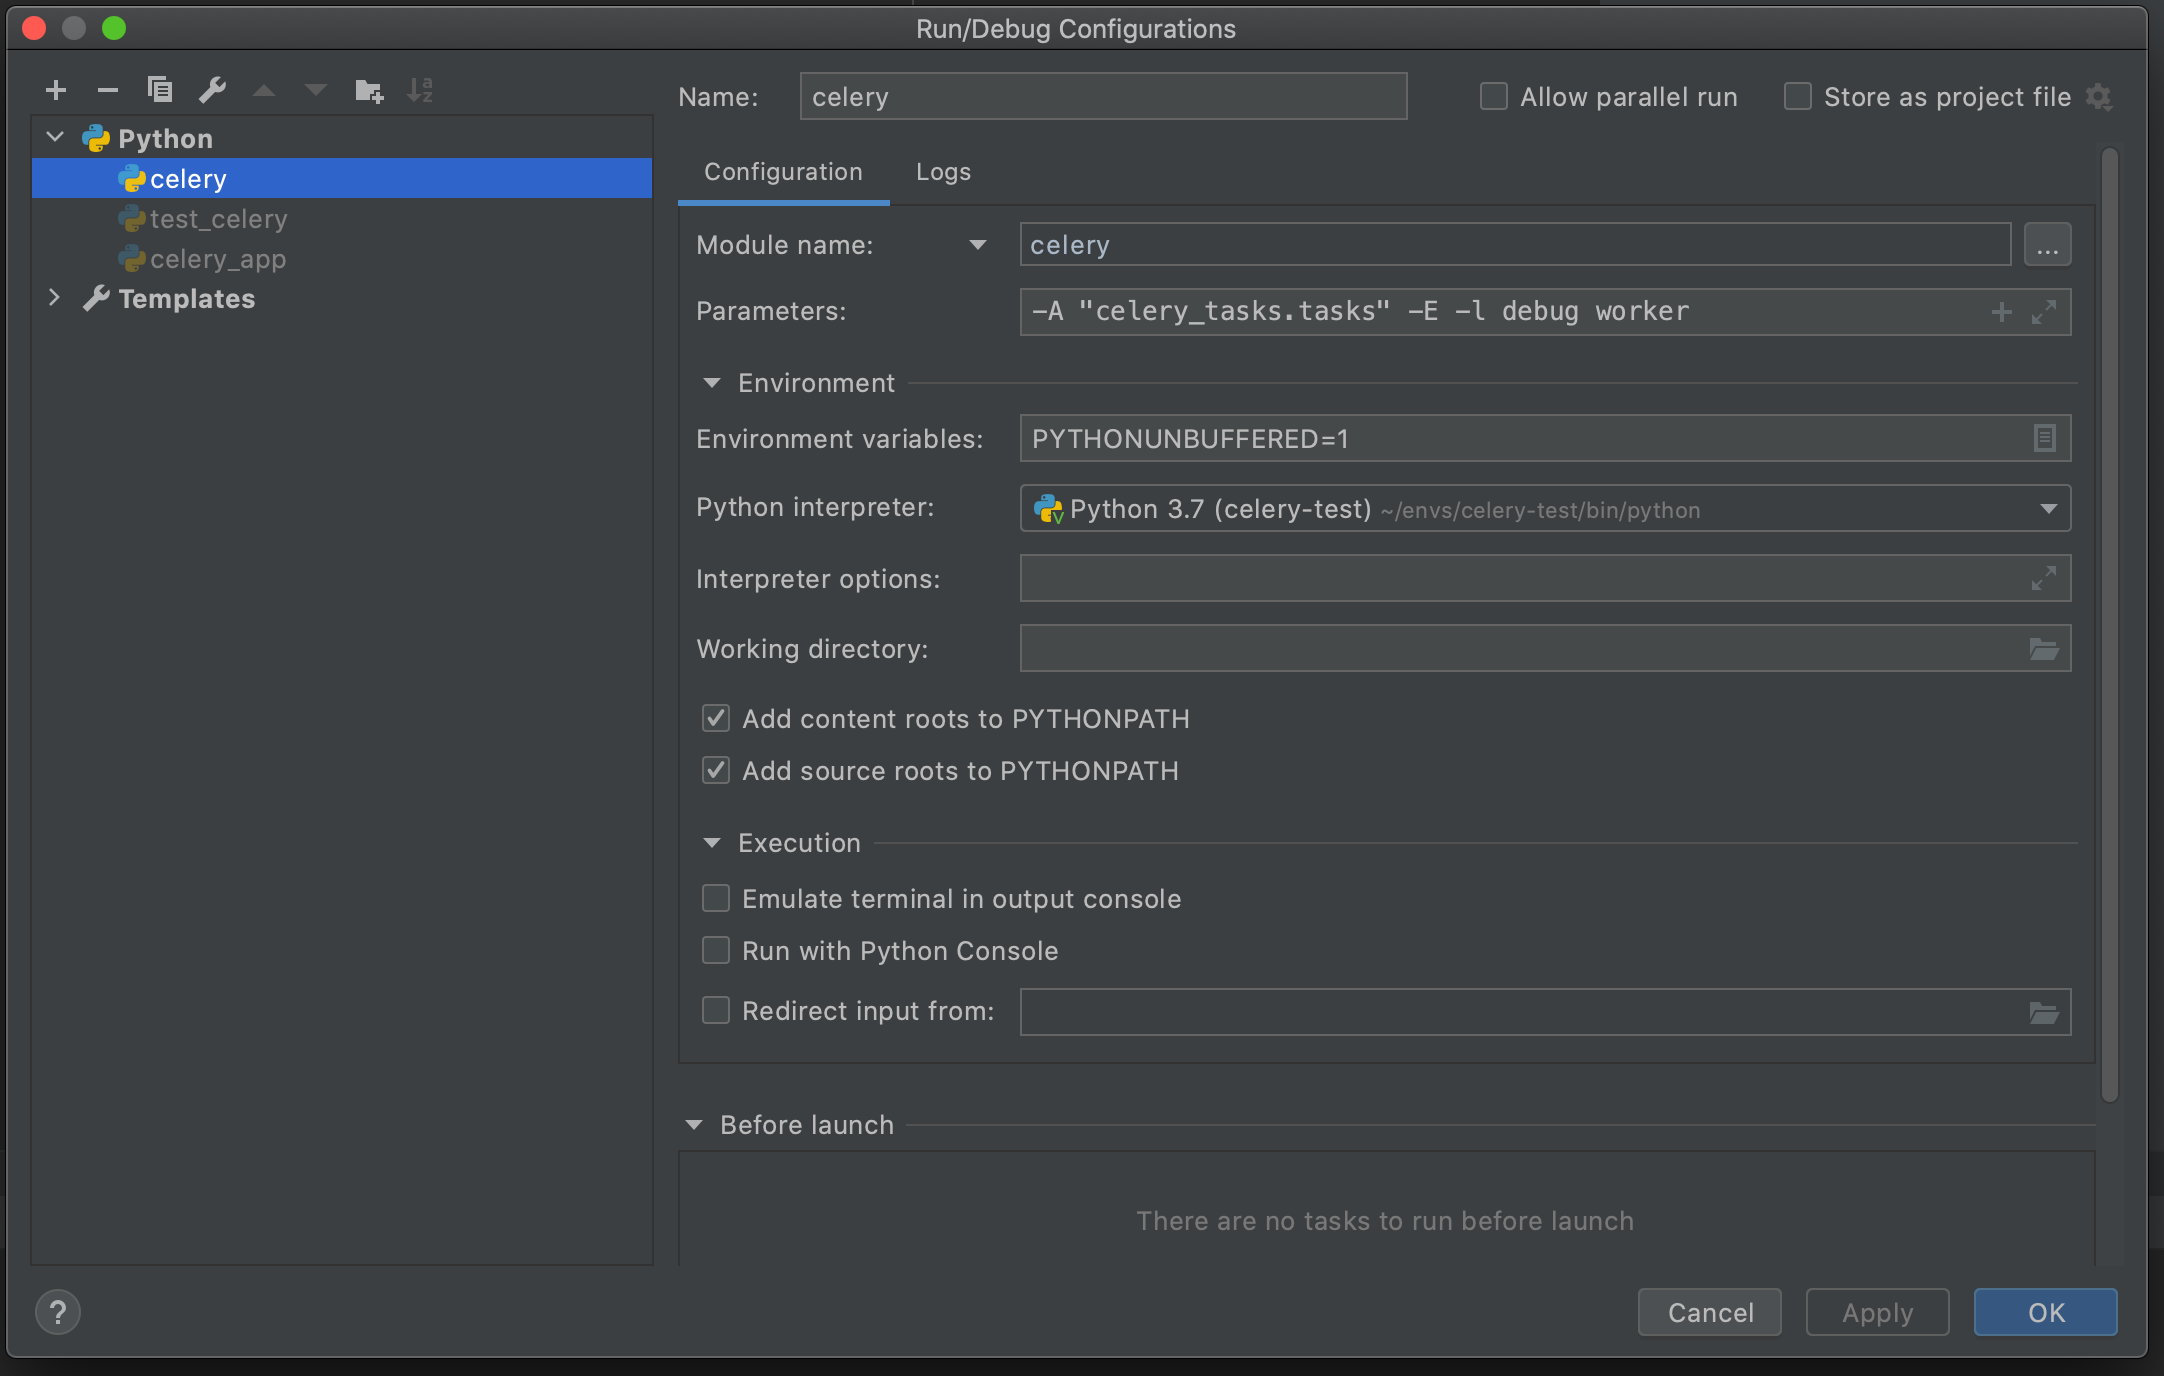 Run/Debug Configurations
Name: celery
Allow parallel run
Store as project file
Python
celery
test_celery
celery_app
Templates
Configuration
Logs
Module name: celery ...
Parameters: -A "celery_tasks.tasks" -E -l debug worker
Environment
Environment variables: PYTHONUNBUFFERED=1
Python interpreter: Python 3.7 (celery-test) ~/envs/celery-test/bin/python
Interpreter options:
Working directory:
Add content roots to PYTHONPATH
Add source roots to PYTHONPATH
Execution
Emulate terminal in output console
Run with Python Console
Redirect input from:
Before launch
There are no tasks to run before launch
? Cancel Apply OK